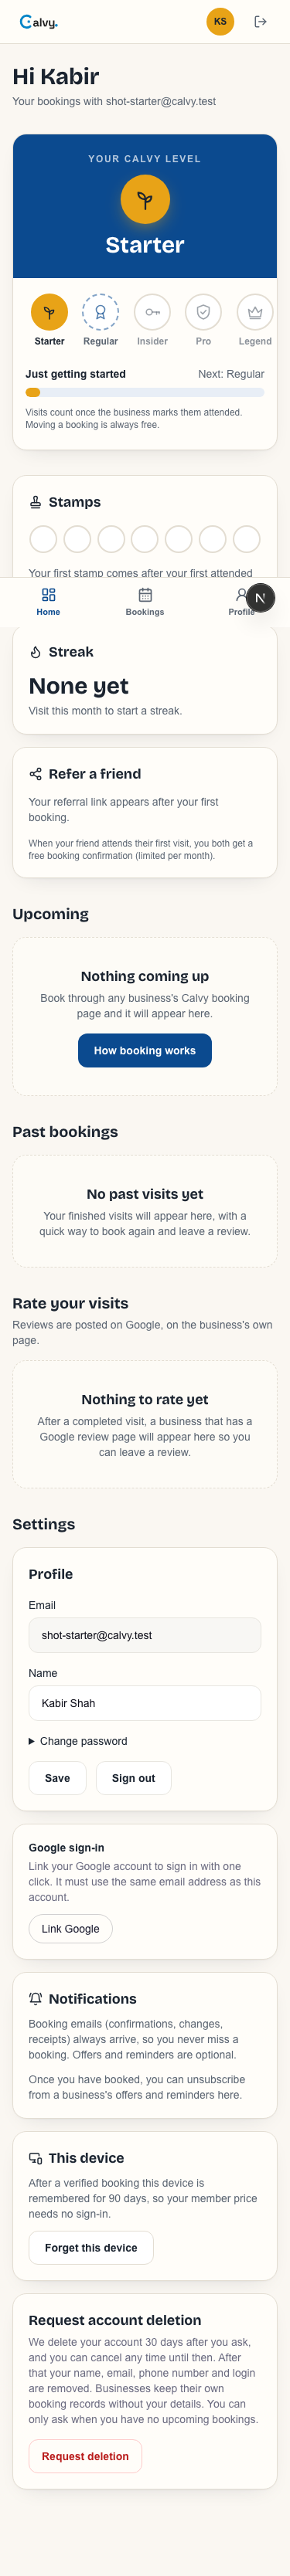 Calvy.
KS
Hi Kabir
Your bookings with shot-starter@calvy.test
YOUR CALVY LEVEL
Starter
Starter
Regular
Insider
Pro
Legend
Just getting started
Next: Regular
Visits count once the business marks them attended.
Moving a booking is always free.
Stamps
Your first stamp comes after your first attended
Home
Bookings
Profile
N
Streak
None yet
Visit this month to start a streak.
Refer a friend
Your referral link appears after your first
booking.
When your friend attends their first visit, you both get a
free booking confirmation (limited per month).
Upcoming
Nothing coming up
Book through any business's Calvy booking
page and it will appear here.
How booking works
Past bookings
No past visits yet
Your finished visits will appear here, with a
quick way to book again and leave a review.
Rate your visits
Reviews are posted on Google, on the business's own
page.
Nothing to rate yet
After a completed visit, a business that has a
Google review page will appear here so you
can leave a review.
Settings
Profile
Email
shot-starter@calvy.test
Name
Kabir Shah
Change password
Save
Sign out
Google sign-in
Link your Google account to sign in with one
click. It must use the same email address as this
account.
Link Google
Notifications
Booking emails (confirmations, changes,
receipts) always arrive, so you never miss a
booking. Offers and reminders are optional.
Once you have booked, you can unsubscribe
from a business's offers and reminders here.
This device
After a verified booking this device is
remembered for 90 days, so your member price
needs no sign-in.
Forget this device
Request account deletion
We delete your account 30 days after you ask,
and you can cancel any time until then. After
that your name, email, phone number and login
are removed. Businesses keep their own
booking records without your details. You can
only ask when you have no upcoming bookings.
Request deletion